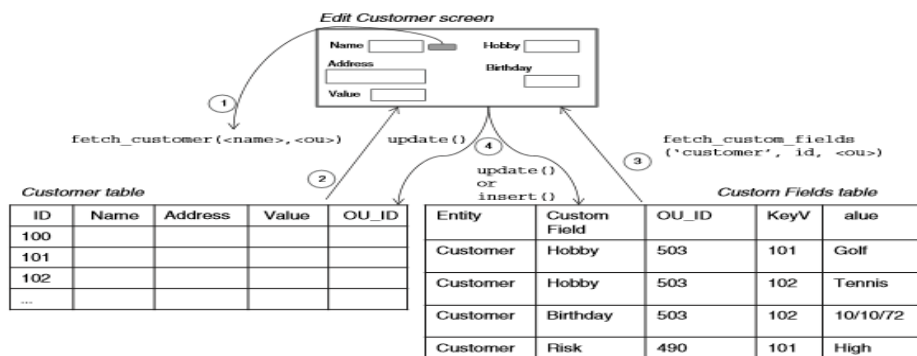 Edit Customer screen
Name
Hobby
Address
Birthday
Value
1
fetch_customer(<name>,<ou>)
update()
4
3
fetch_custom_fields
('customer', id, <ou>)
2
update()
or
insert()
Customer table
Custom Fields table
ID Name Address Value OU_ID
100
101
102
...
Entity Custom Field OU_ID KeyV alue
Customer Hobby 503 101 Golf
Customer Hobby 503 102 Tennis
Customer Birthday 503 102 10/10/72
Customer Risk 490 101 High